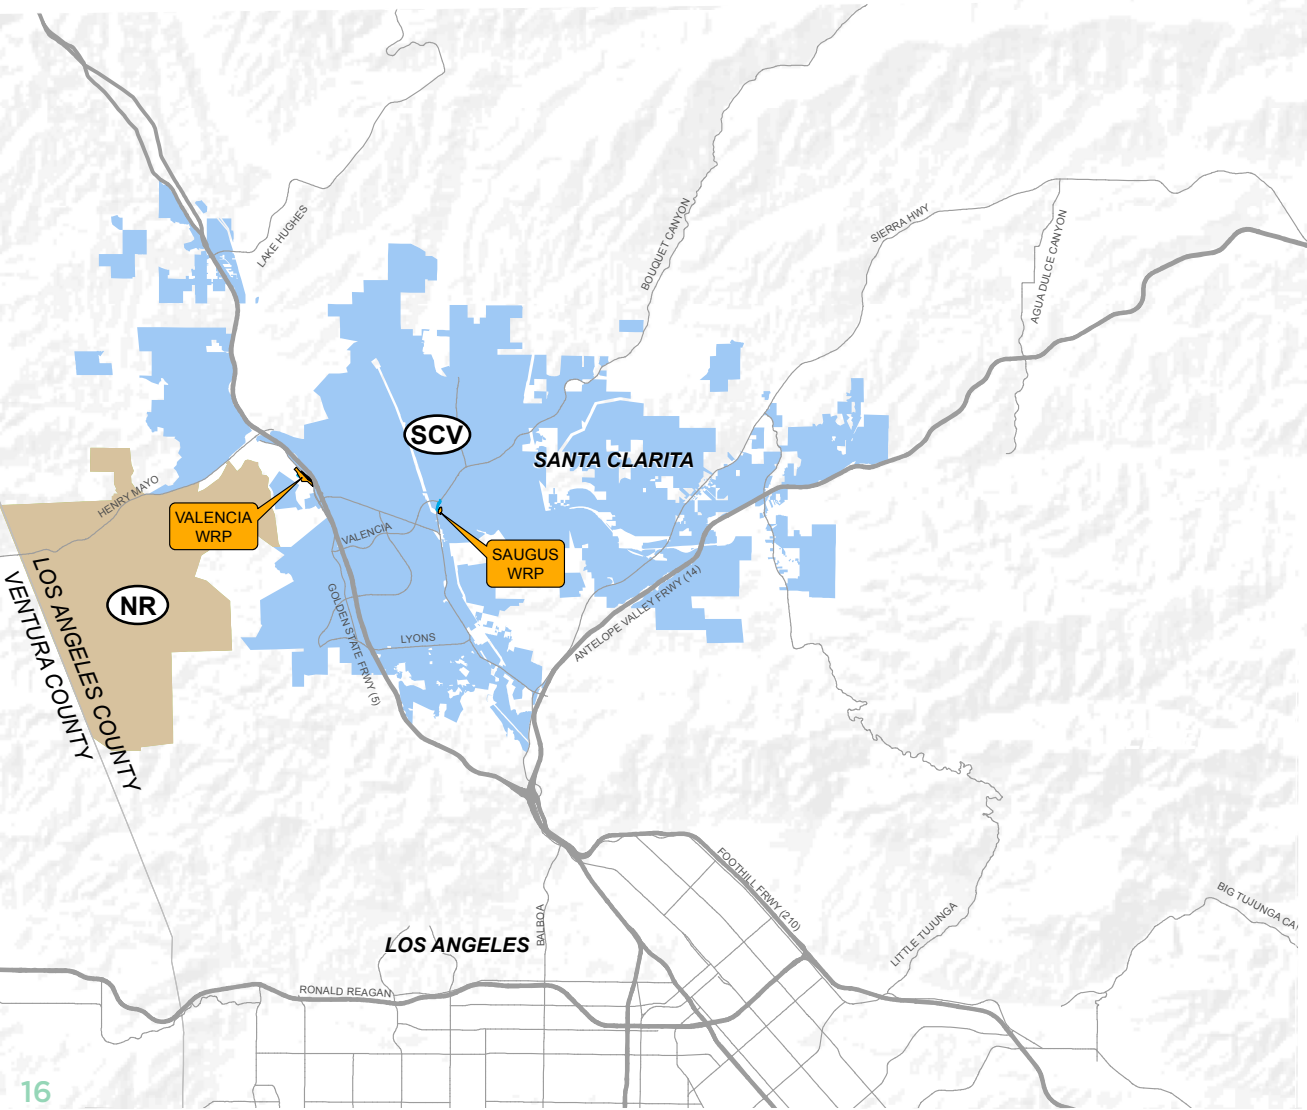 LAKE HUGHES
BOUQUET CANYON
SIERRA HWY
AGUA DULCE CANYON
SCV
SANTA CLARITA
HENRY MAYO
VALENCIA
WRP
VALENCIA
SAUGUS
WRP
NR
LOS ANGELES COUNTY
VENTURA COUNTY
GOLDEN STATE FRWY (5)
LYONS
ANTELOPE VALLEY FRWY (14)
FOOTHILL FRWY (210)
BIG TUJUNGA CA
LITTLE TUJUNGA
BALBOA
LOS ANGELES
RONALD REAGAN
16